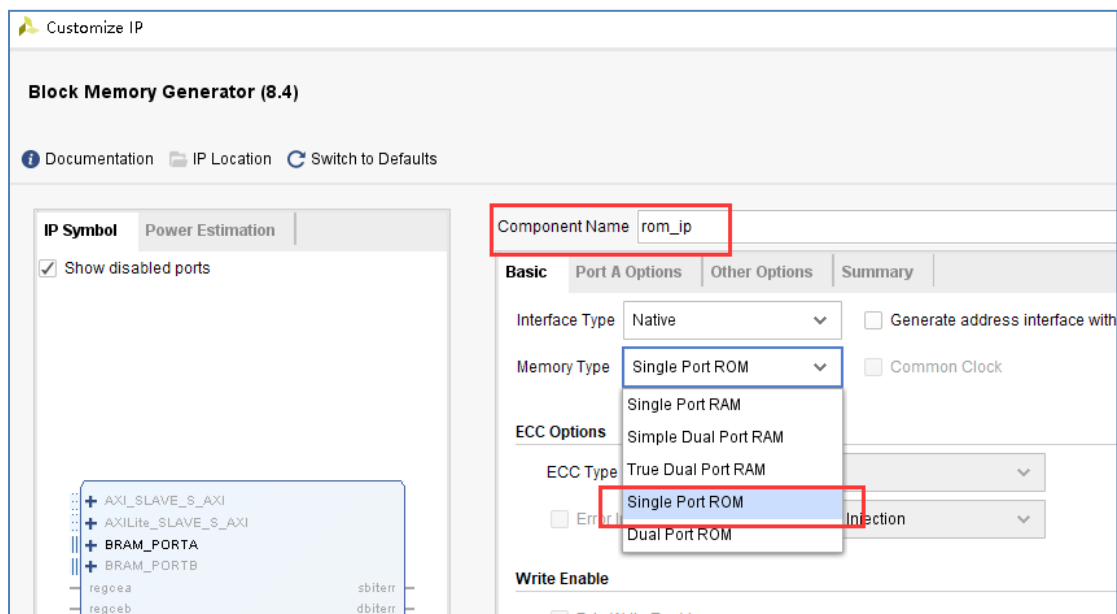 Customize IP
Block Memory Generator (8.4)
Documentation IP Location Switch to Defaults
IP Symbol Power Estimation
Show disabled ports
AXI_SLAVE_S_AXI
AXILite_SLAVE_S_AXI
BRAM_PORTA
BRAM_PORTB
regcea sbiterr
regceb dbiterr
Component Name rom_ip
Basic Port A Options Other Options Summary
Interface Type Native Generate address interface with
Memory Type Single Port ROM Common Clock
Single Port RAM
ECC Options Simple Dual Port RAM
ECC Type True Dual Port RAM
Single Port ROM
Error Injection
Dual Port ROM
Write Enable